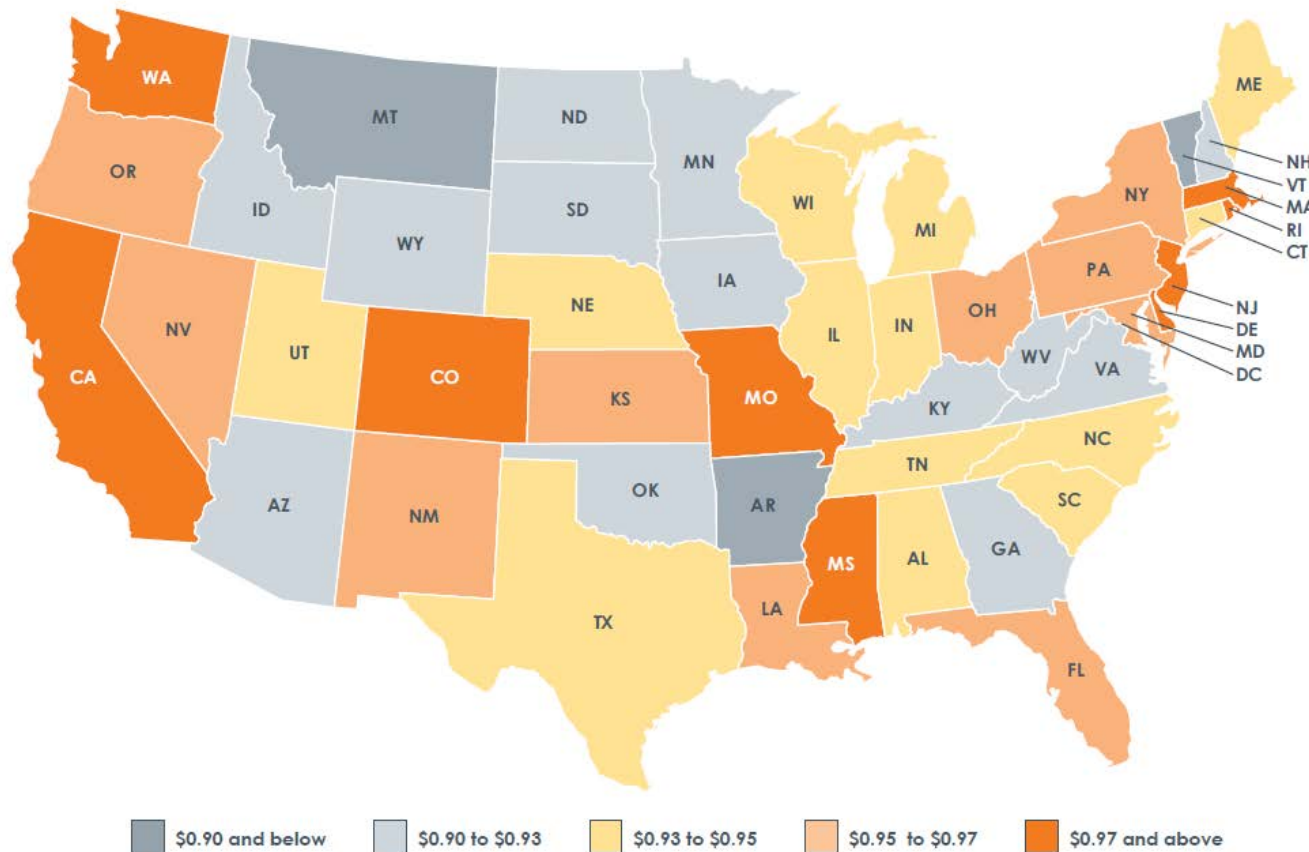 WA
ME
MT
ND
MN
NH
OR
VT
ID
SD
WI
NY
MA
WY
MI
RI
CT
PA
IA
NE
OH
NJ
NV
IL
IN
DE
UT
WV
MD
CA
CO
VA
DC
KS
MO
KY
NC
TN
OK
AZ
NM
AR
SC
MS
AL
GA
LA
TX
FL
$0.90 and below
$0.90 to $0.93
$0.93 to $0.95
$0.95 to $0.97
$0.97 and above